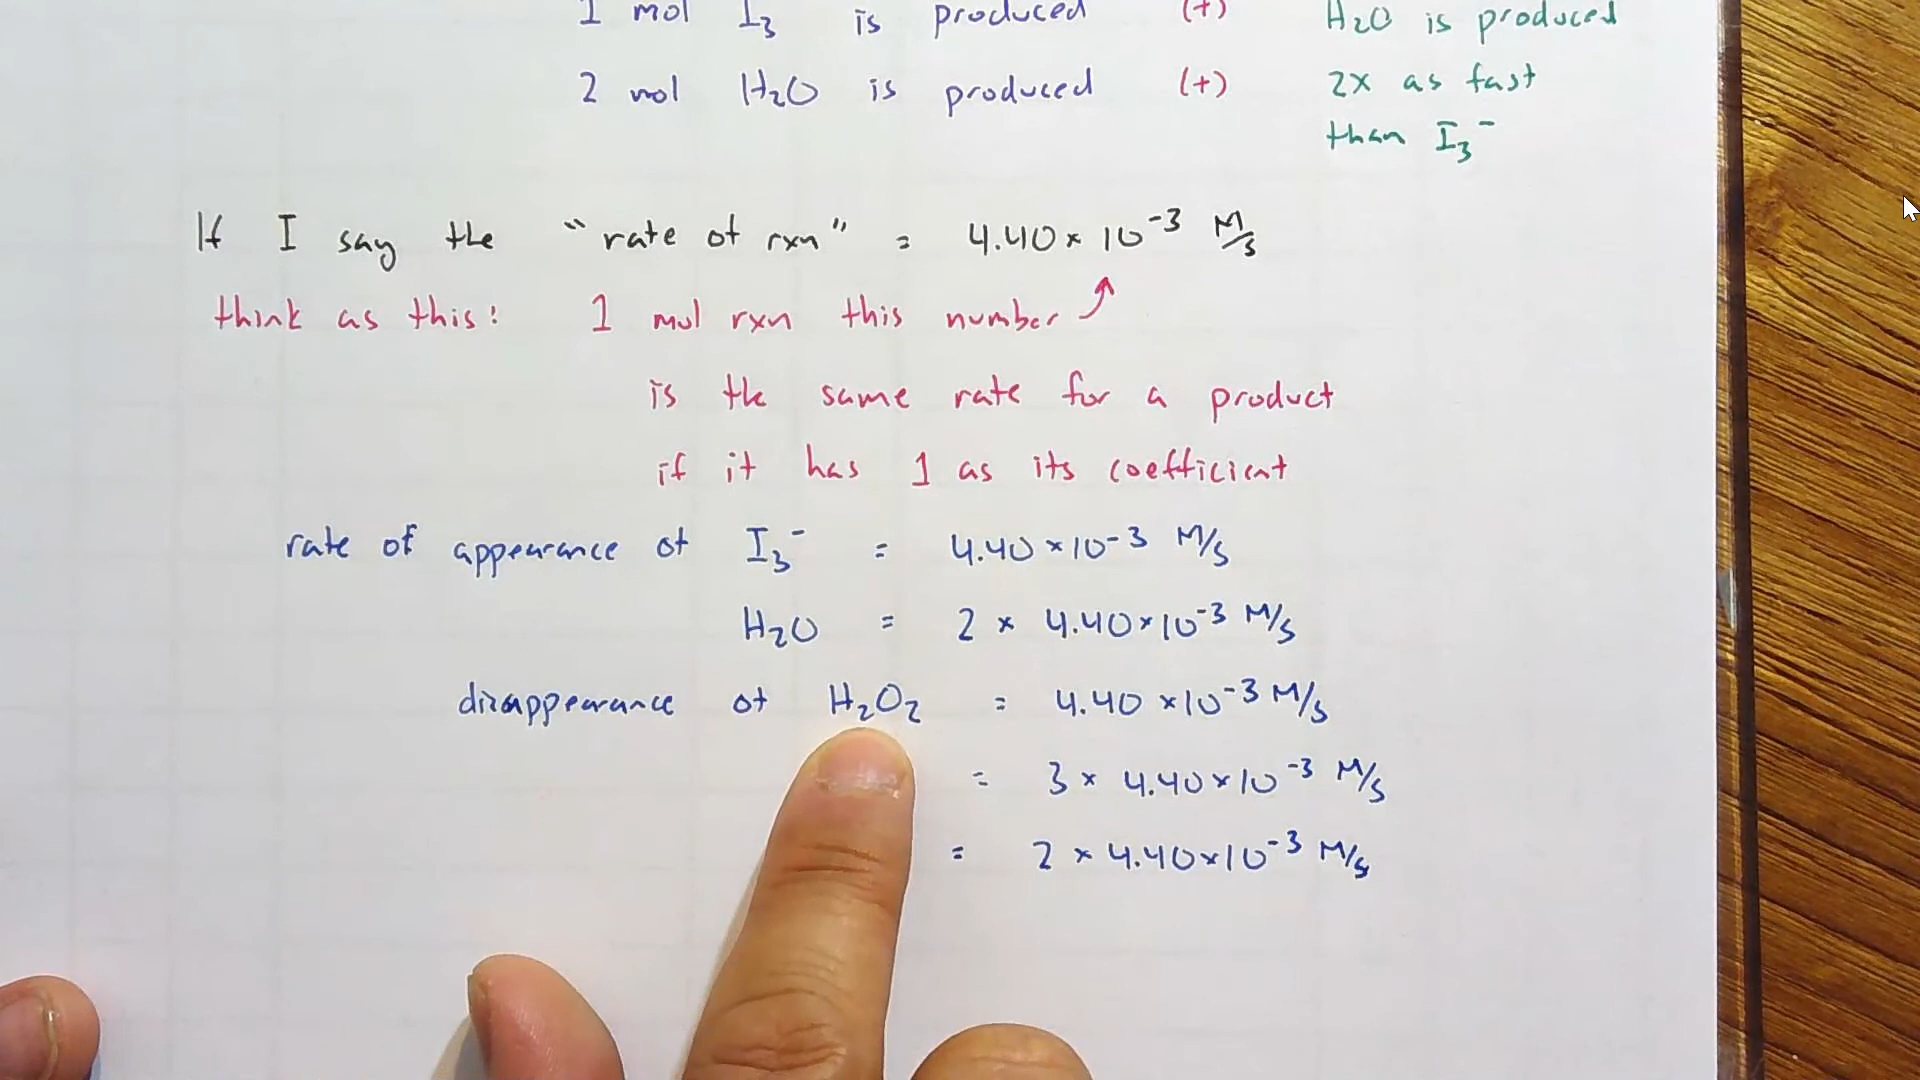 1 mol I₃ is produced (+) H₂O is produced
2 mol H₂O is produced (+) 2x as fast
than I₃⁻
If I say the "rate of rxn" = 4.40 × 10⁻³ M/s
think as this: 1 mol rxn this number
is the same rate for a product
if it has 1 as its coefficient
rate of appearance of I₃⁻ = 4.40 × 10⁻³ M/s
H₂O = 2 × 4.40 × 10⁻³ M/s
disappearance of H₂O₂ = 4.40 × 10⁻³ M/s
= 3 × 4.40 × 10⁻³ M/s
= 2 × 4.40 × 10⁻³ M/s